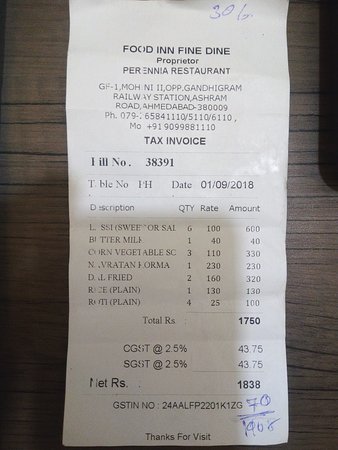 30/-
FOOD INN FINE DINE
Proprietor
PERENNIA RESTAURANT
GF-1,MOHINI II,OPP.GANDHIGRAM
RAILWAY STATION,ASHRAM
ROAD,AHMEDABAD-380009
Ph. 079-265841110/5110/6110 ,
Mo +919099881110
TAX INVOICE
Bill No. 38391
Table No PH Date 01/09/2018
Description QTY Rate Amount
LASSI (SWEET OR SAL 6 100 600
BUTTER MILK 1 40 40
CORN VEGETABLE SO 3 110 330
NAVRATAN KORMA 1 230 230
DAL FRIED 2 160 320
RICE (PLAIN) 1 130 130
ROTI (PLAIN) 4 25 100
Total Rs. : 1750
CGST @ 2.5% 43.75
SGST @ 2.5% 43.75
Net Rs. : 1838
GSTIN NO : 24AALFP2201K1ZG 70
1908
Thanks For Visit